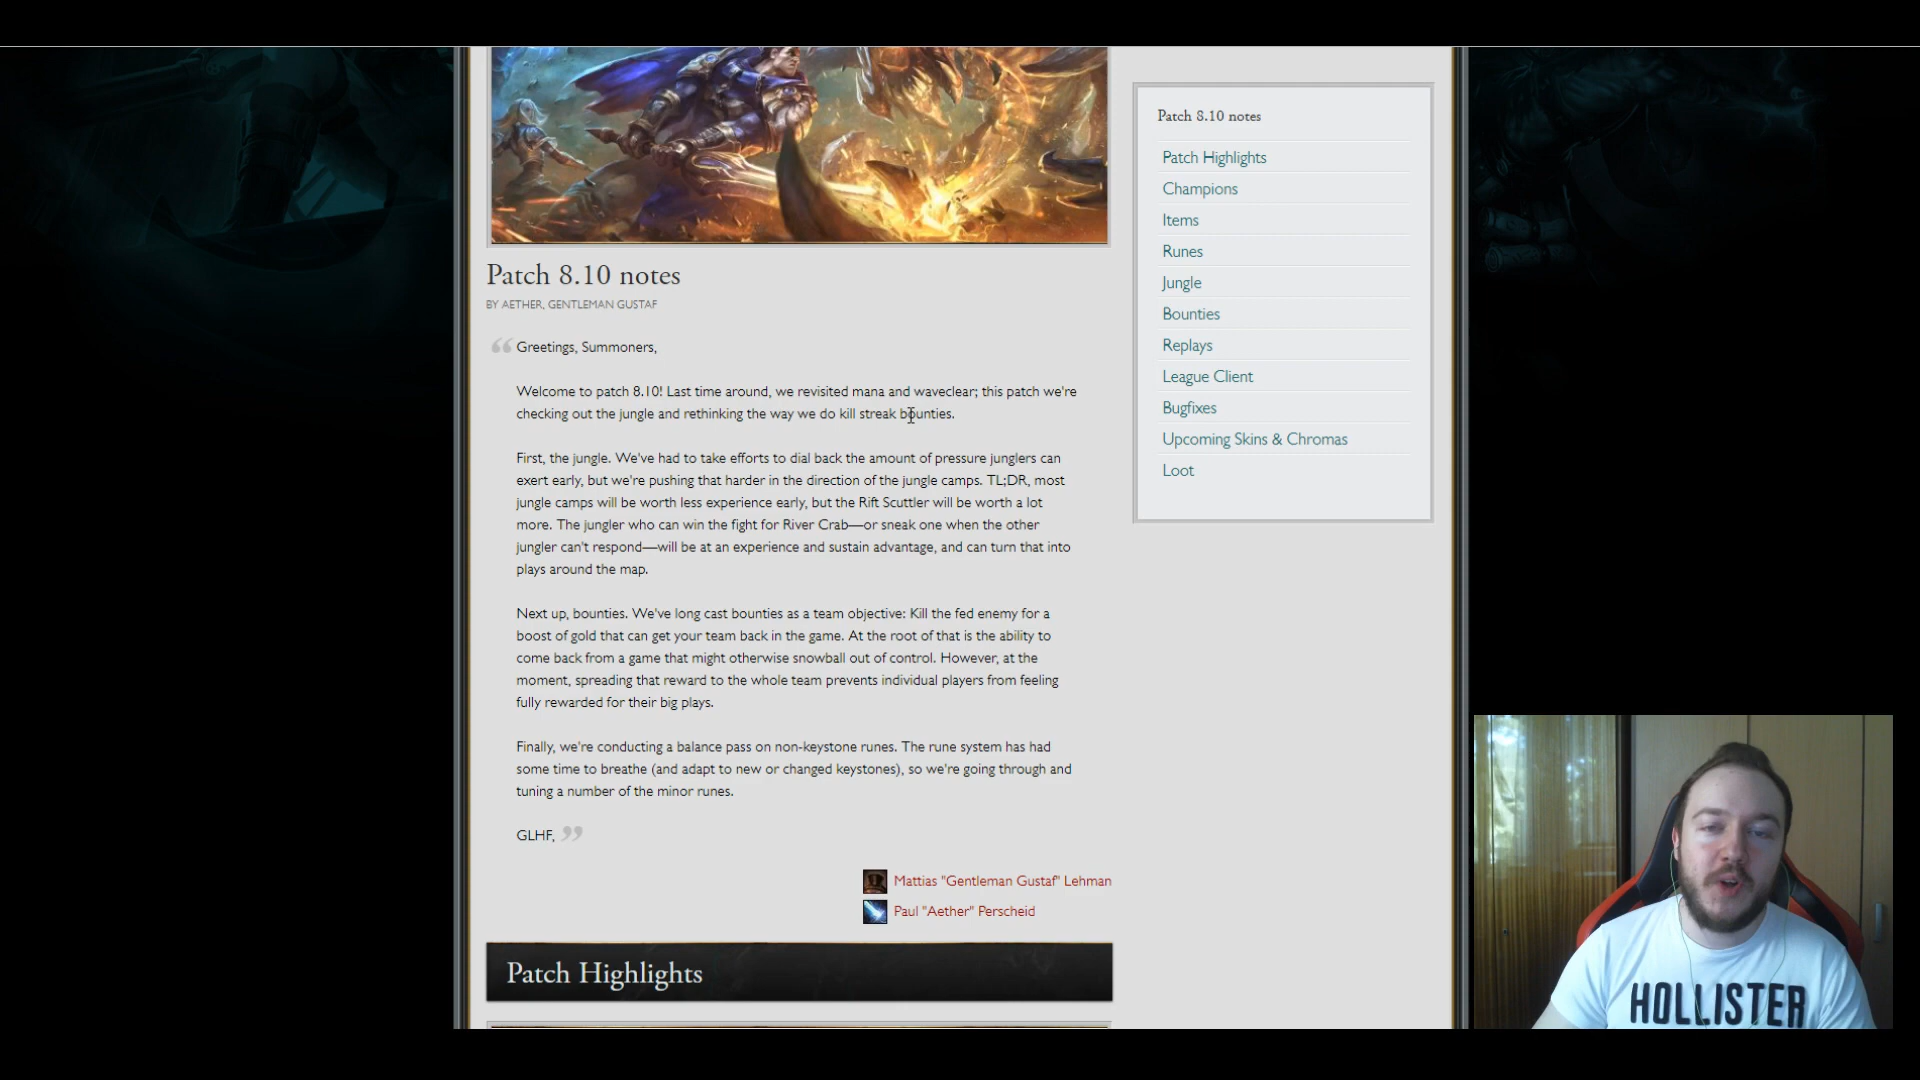 Patch 8.10 notes
BY AETHER, GENTLEMAN GUSTAF
Greetings, Summoners,
Welcome to patch 8.10! Last time around, we revisited mana and waveclear; this patch we're
checking out the jungle and rethinking the way we do kill streak bounties.
First, the jungle. We've had to take efforts to dial back the amount of pressure junglers can
exert early, but we're pushing that harder in the direction of the jungle camps. TL;DR, most
jungle camps will be worth less experience early, but the Rift Scuttler will be worth a lot
more. The jungler who can win the fight for River Crab—or sneak one when the other
jungler can't respond—will be at an experience and sustain advantage, and can turn that into
plays around the map.
Next up, bounties. We've long cast bounties as a team objective: Kill the fed enemy for a
boost of gold that can get your team back in the game. At the root of that is the ability to
come back from a game that might otherwise snowball out of control. However, at the
moment, spreading that reward to the whole team prevents individual players from feeling
fully rewarded for their big plays.
Finally, we're conducting a balance pass on non-keystone runes. The rune system has had
some time to breathe (and adapt to new or changed keystones), so we're going through and
tuning a number of the minor runes.
GLHF,
Mattias "Gentleman Gustaf" Lehman
Paul "Aether" Perscheid
Patch Highlights
Patch 8.10 notes
Patch Highlights
Champions
Items
Runes
Jungle
Bounties
Replays
League Client
Bugfixes
Upcoming Skins & Chromas
Loot
HOLLISTER